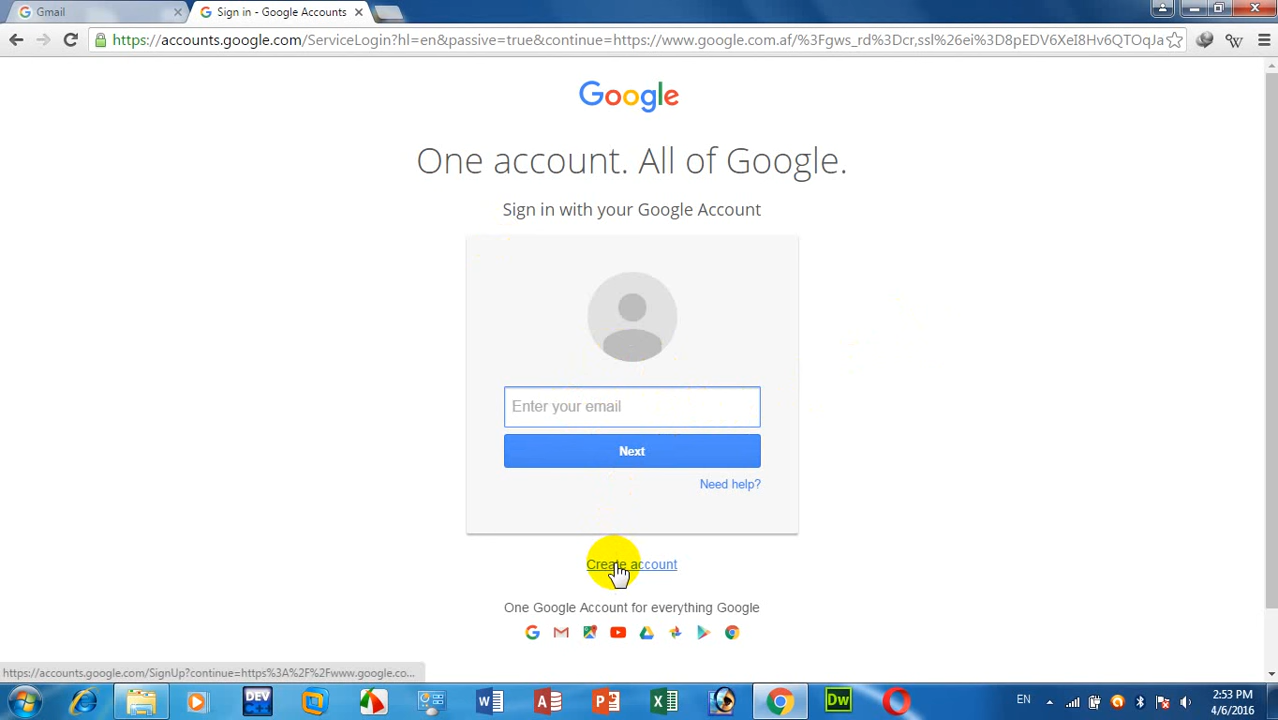 Gmail
Sign in - Google Accounts
https://accounts.google.com/ServiceLogin?hl=en&passive=true&continue=https://www.google.com.af/%3Fgws_rd%3Dcr,ssl%26ei%3D8pEDV6XeI8Hv6QTOqJa
Google
One account. All of Google.
Sign in with your Google Account
Enter your email
Next
Need help?
Create account
One Google Account for everything Google
https://accounts.google.com/SignUp?continue=https%3A%2F%2Fwww.google.co...
DEV
Dw
EN
2:53 PM
4/6/2016